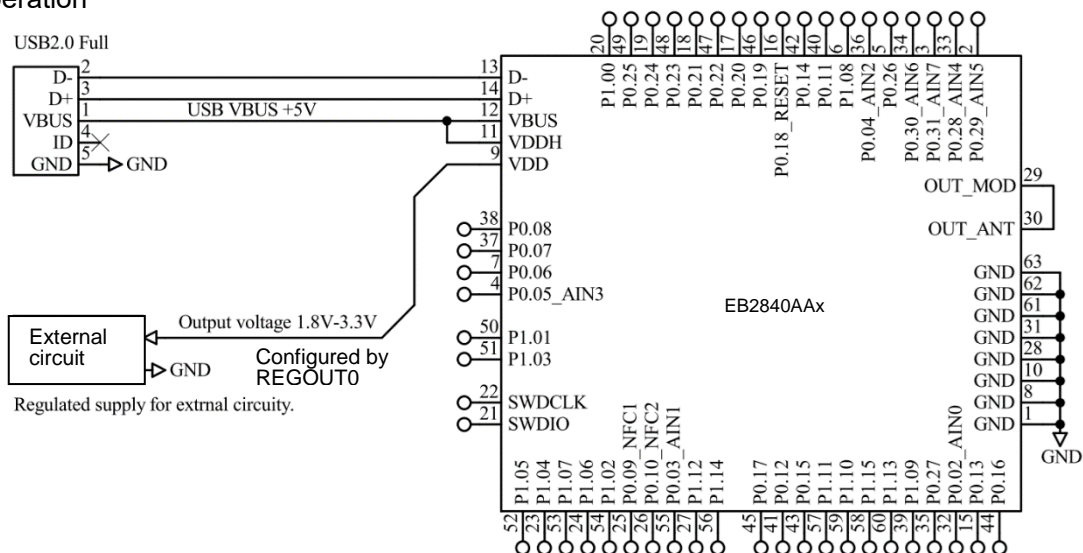 USB2.0 Full
20 49 19 48 18 47 17 46 16 42 40 6 36 5 34 3 33 2
P1.00 P0.25 P0.24 P0.23 P0.21 P0.22 P0.20 P0.19 P0.18_RESET P0.14 P0.11 P1.08 P0.04_AIN2 P0.26 P0.30_AIN6 P0.31_AIN7 P0.28_AIN4 P0.29_AIN5
D- 2 13 D-
D+ 3 14 D+
VBUS 1 USB VBUS +5V 12 VBUS
ID 4 11 VDDH
GND 5 GND 9 VDD
OUT_MOD 29
OUT_ANT 30
38 P0.08
37 P0.07
7 P0.06
4 P0.05_AIN3
50 P1.01
51 P1.03
22 SWDCLK
21 SWDIO
EB2840AAx
GND 63
GND 62
GND 61
GND 31
GND 28
GND 10
GND 8
GND 1
GND
External
circuit
Output voltage 1.8V-3.3V
Configured by
REGOUT0
GND
Regulated supply for extrnal circuity.
P1.05 P1.04 P1.07 P1.06 P1.02 P0.09_NFC1 P0.10_NFC2 P0.03_AIN1 P1.12 P1.14 P0.17 P0.12 P0.15 P1.11 P1.10 P1.15 P1.13 P1.09 P0.27 P0.02_AIN0 P0.13 P0.16
52 23 53 24 54 25 26 55 27 56 45 41 43 57 59 58 60 39 35 32 15 44